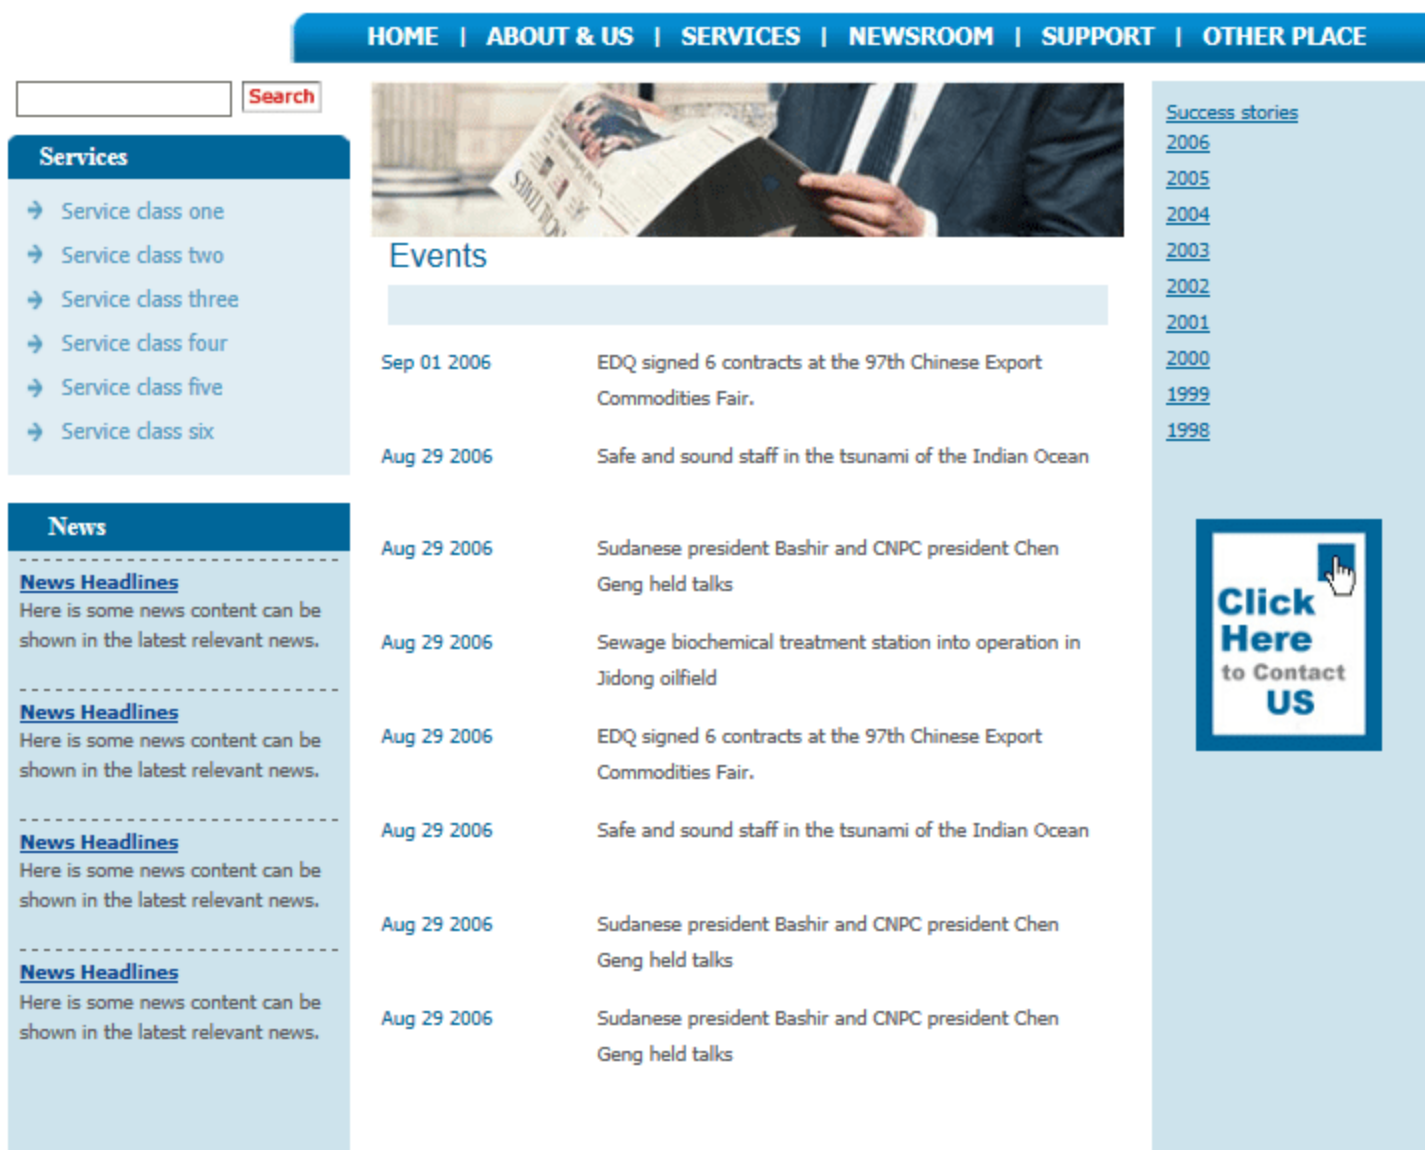 HOME | ABOUT & US | SERVICES | NEWSROOM | SUPPORT | OTHER PLACE
Search
Services
Service class one
Service class two
Service class three
Service class four
Service class five
Service class six
News
News Headlines
Here is some news content can be
shown in the latest relevant news.
News Headlines
Here is some news content can be
shown in the latest relevant news.
News Headlines
Here is some news content can be
shown in the latest relevant news.
News Headlines
Here is some news content can be
shown in the latest relevant news.
Events
Sep 01 2006 EDQ signed 6 contracts at the 97th Chinese Export
Commodities Fair.
Aug 29 2006 Safe and sound staff in the tsunami of the Indian Ocean
Aug 29 2006 Sudanese president Bashir and CNPC president Chen
Geng held talks
Aug 29 2006 Sewage biochemical treatment station into operation in
Jidong oilfield
Aug 29 2006 EDQ signed 6 contracts at the 97th Chinese Export
Commodities Fair.
Aug 29 2006 Safe and sound staff in the tsunami of the Indian Ocean
Aug 29 2006 Sudanese president Bashir and CNPC president Chen
Geng held talks
Aug 29 2006 Sudanese president Bashir and CNPC president Chen
Geng held talks
Success stories
2006
2005
2004
2003
2002
2001
2000
1999
1998
Click
Here
to Contact
US